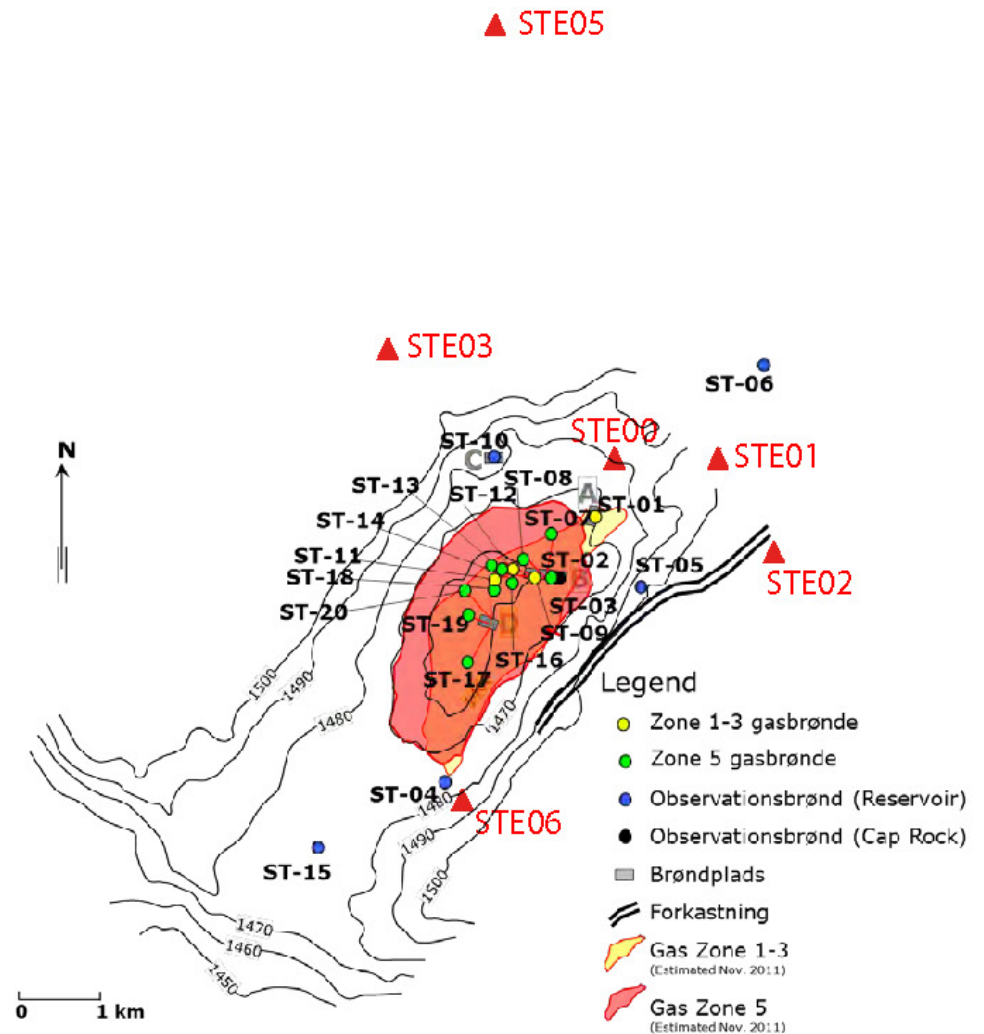 STE05
STE03
ST-06
STE00
ST-10
C
STE01
ST-08
ST-13
ST-12
A
ST-01
ST-14
ST-07
ST-11
ST-02
ST-05
STE02
ST-18
B
ST-03
ST-20
ST-19
D
ST-09
ST-16
ST-17
N
1500
1490
1480
1470
ST-04
1480
STE06
1490
1500
ST-15
1470
1460
1450
0 1 km
Legend
Zone 1-3 gasbrønde
Zone 5 gasbrønde
Observationsbrønd (Reservoir)
Observationsbrønd (Cap Rock)
Brøndplads
Forkastning
Gas Zone 1-3
(Estimated Nov. 2011)
Gas Zone 5
(Estimated Nov. 2011)